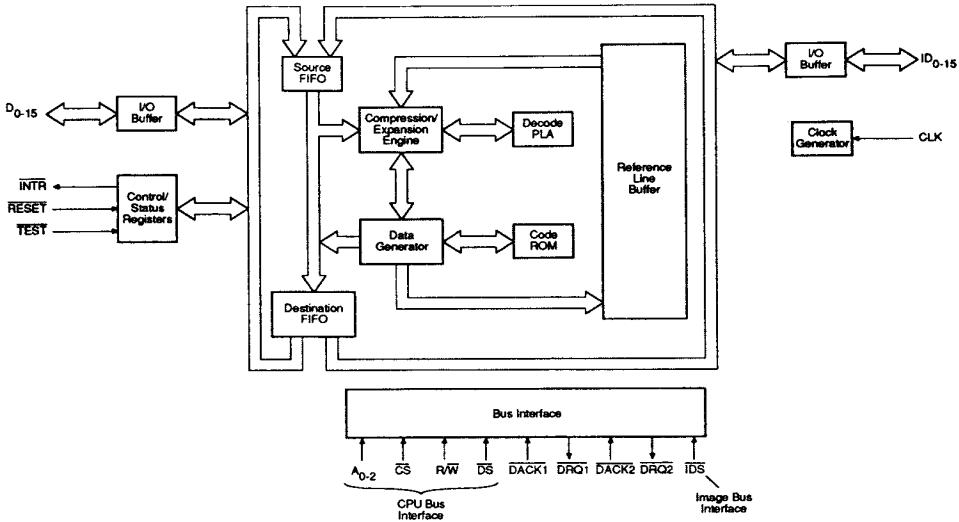 Source
FIFO
I/O
Buffer
ID0-15
D0-15
I/O
Buffer
Compression/
Expansion
Engine
Decode
PLA
Clock
Generator
CLK
Reference
Line
Buffer
INTR
RESET
TEST
Control/
Status
Registers
Data
Generator
Code
ROM
Destination
FIFO
Bus Interface
A0-2
CS
R/W
DS
DACK1
DRQ1
DACK2
DRQ2
IDS
CPU Bus
Interface
Image Bus
Interface